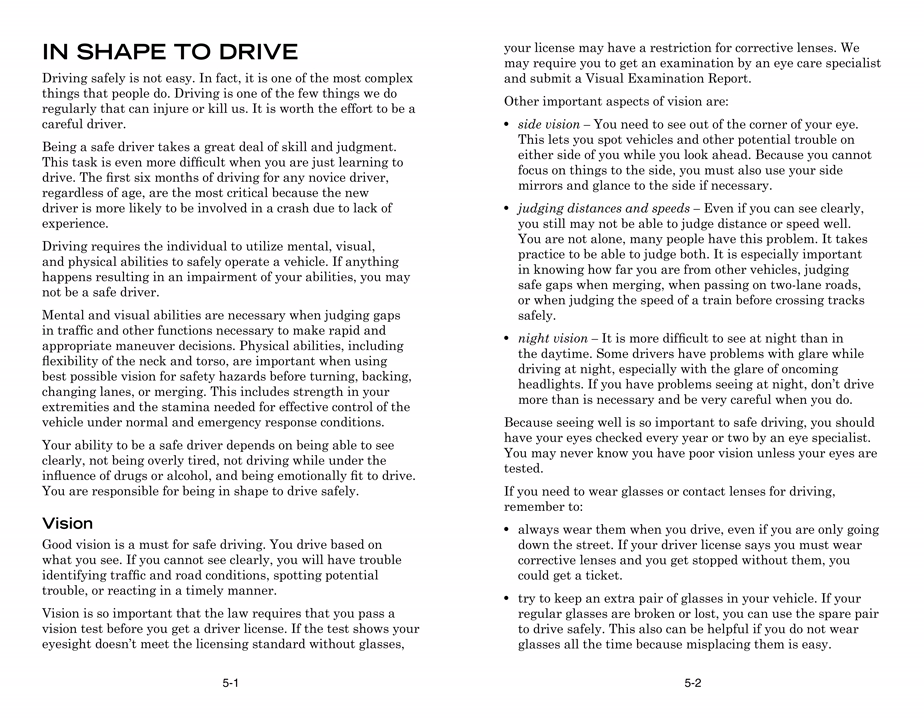 IN SHAPE TO DRIVE
Driving safely is not easy. In fact, it is one of the most complex
things that people do. Driving is one of the few things we do
regularly that can injure or kill us. It is worth the effort to be a
careful driver.
Being a safe driver takes a great deal of skill and judgment.
This task is even more difficult when you are just learning to
drive. The first six months of driving for any novice driver,
regardless of age, are the most critical because the new
driver is more likely to be involved in a crash due to lack of
experience.
Driving requires the individual to utilize mental, visual,
and physical abilities to safely operate a vehicle. If anything
happens resulting in an impairment of your abilities, you may
not be a safe driver.
Mental and visual abilities are necessary when judging gaps
in traffic and other functions necessary to make rapid and
appropriate maneuver decisions. Physical abilities, including
flexibility of the neck and torso, are important when using
best possible vision for safety hazards before turning, backing,
changing lanes, or merging. This includes strength in your
extremities and the stamina needed for effective control of the
vehicle under normal and emergency response conditions.
Your ability to be a safe driver depends on being able to see
clearly, not being overly tired, not driving while under the
influence of drugs or alcohol, and being emotionally fit to drive.
You are responsible for being in shape to drive safely.
Vision
Good vision is a must for safe driving. You drive based on
what you see. If you cannot see clearly, you will have trouble
identifying traffic and road conditions, spotting potential
trouble, or reacting in a timely manner.
Vision is so important that the law requires that you pass a
vision test before you get a driver license. If the test shows your
eyesight doesn't meet the licensing standard without glasses,
5-1
your license may have a restriction for corrective lenses. We
may require you to get an examination by an eye care specialist
and submit a Visual Examination Report.
Other important aspects of vision are:
• side vision – You need to see out of the corner of your eye.
This lets you spot vehicles and other potential trouble on
either side of you while you look ahead. Because you cannot
focus on things to the side, you must also use your side
mirrors and glance to the side if necessary.
• judging distances and speeds – Even if you can see clearly,
you still may not be able to judge distance or speed well.
You are not alone, many people have this problem. It takes
practice to be able to judge both. It is especially important
in knowing how far you are from other vehicles, judging
safe gaps when merging, when passing on two-lane roads,
or when judging the speed of a train before crossing tracks
safely.
• night vision – It is more difficult to see at night than in
the daytime. Some drivers have problems with glare while
driving at night, especially with the glare of oncoming
headlights. If you have problems seeing at night, don't drive
more than is necessary and be very careful when you do.
Because seeing well is so important to safe driving, you should
have your eyes checked every year or two by an eye specialist.
You may never know you have poor vision unless your eyes are
tested.
If you need to wear glasses or contact lenses for driving,
remember to:
• always wear them when you drive, even if you are only going
down the street. If your driver license says you must wear
corrective lenses and you get stopped without them, you
could get a ticket.
• try to keep an extra pair of glasses in your vehicle. If your
regular glasses are broken or lost, you can use the spare pair
to drive safely. This also can be helpful if you do not wear
glasses all the time because misplacing them is easy.
5-2